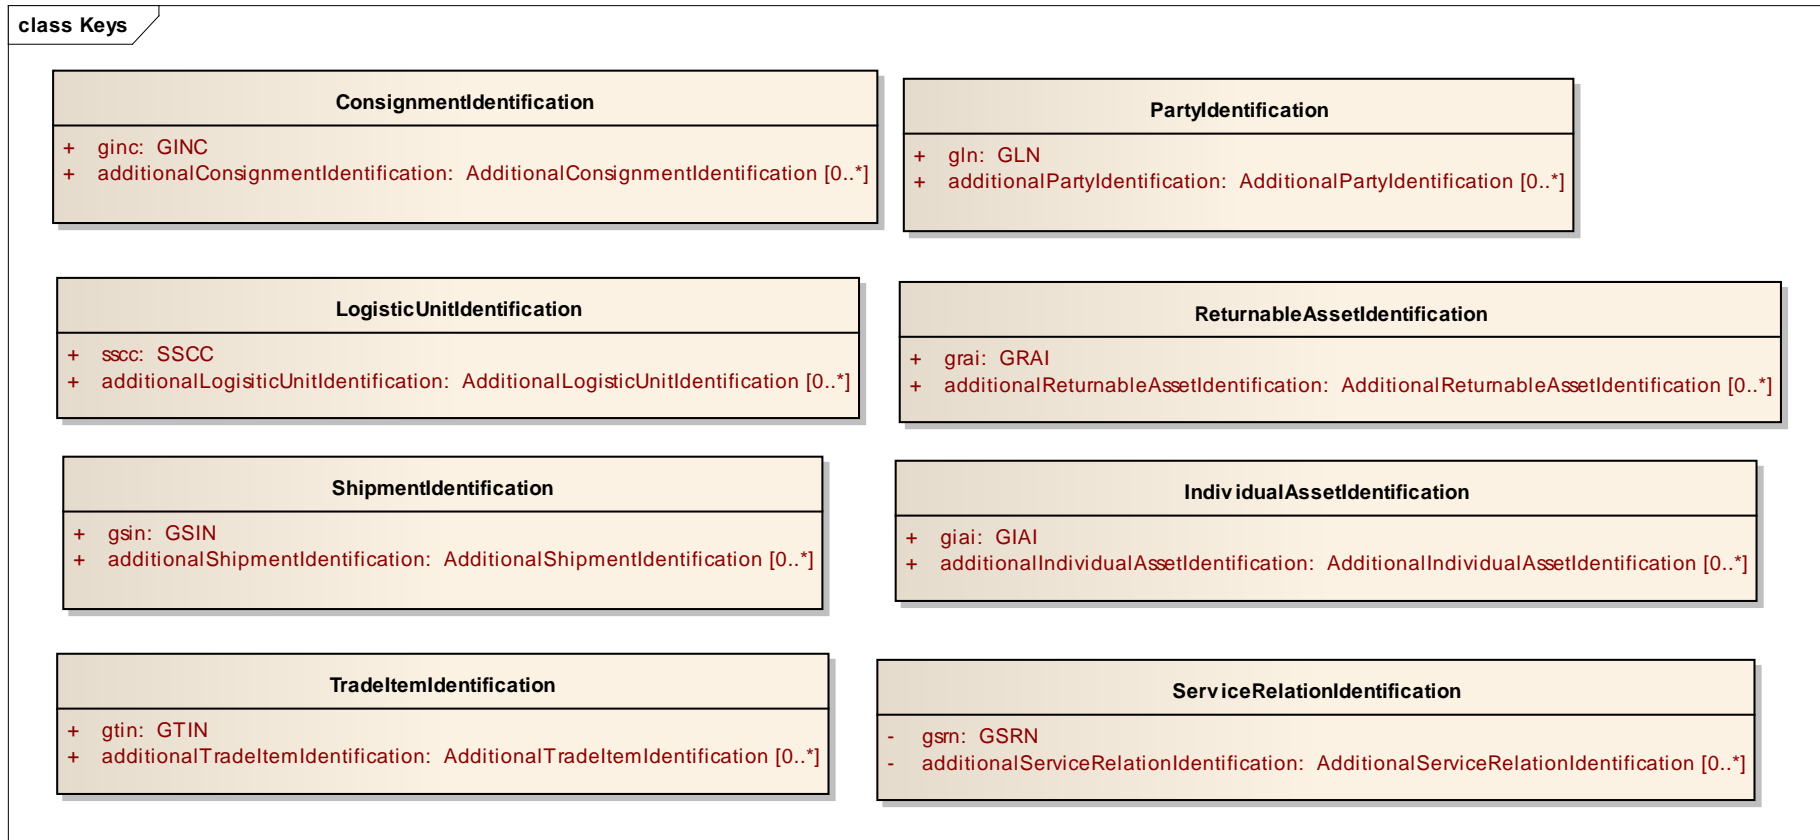 class Keys
ConsignmentIdentification
+ ginc: GINC
+ additionalConsignmentIdentification: AdditionalConsignmentIdentification [0..*]
PartyIdentification
+ gln: GLN
+ additionalPartyIdentification: AdditionalPartyIdentification [0..*]
LogisticUnitIdentification
+ sscc: SSCC
+ additionalLogisiticUnitIdentification: AdditionalLogisticUnitIdentification [0..*]
ReturnableAssetIdentification
+ grai: GRAI
+ additionalReturnableAssetIdentification: AdditionalReturnableAssetIdentification [0..*]
ShipmentIdentification
+ gsin: GSIN
+ additionalShipmentIdentification: AdditionalShipmentIdentification [0..*]
IndividualAssetIdentification
+ giai: GIAI
+ additionalIndividualAssetIdentification: AdditionalIndividualAssetIdentification [0..*]
TradeItemIdentification
+ gtin: GTIN
+ additionalTradeItemIdentification: AdditionalTradeItemIdentification [0..*]
ServiceRelationIdentification
- gsrn: GSRN
- additionalServiceRelationIdentification: AdditionalServiceRelationIdentification [0..*]